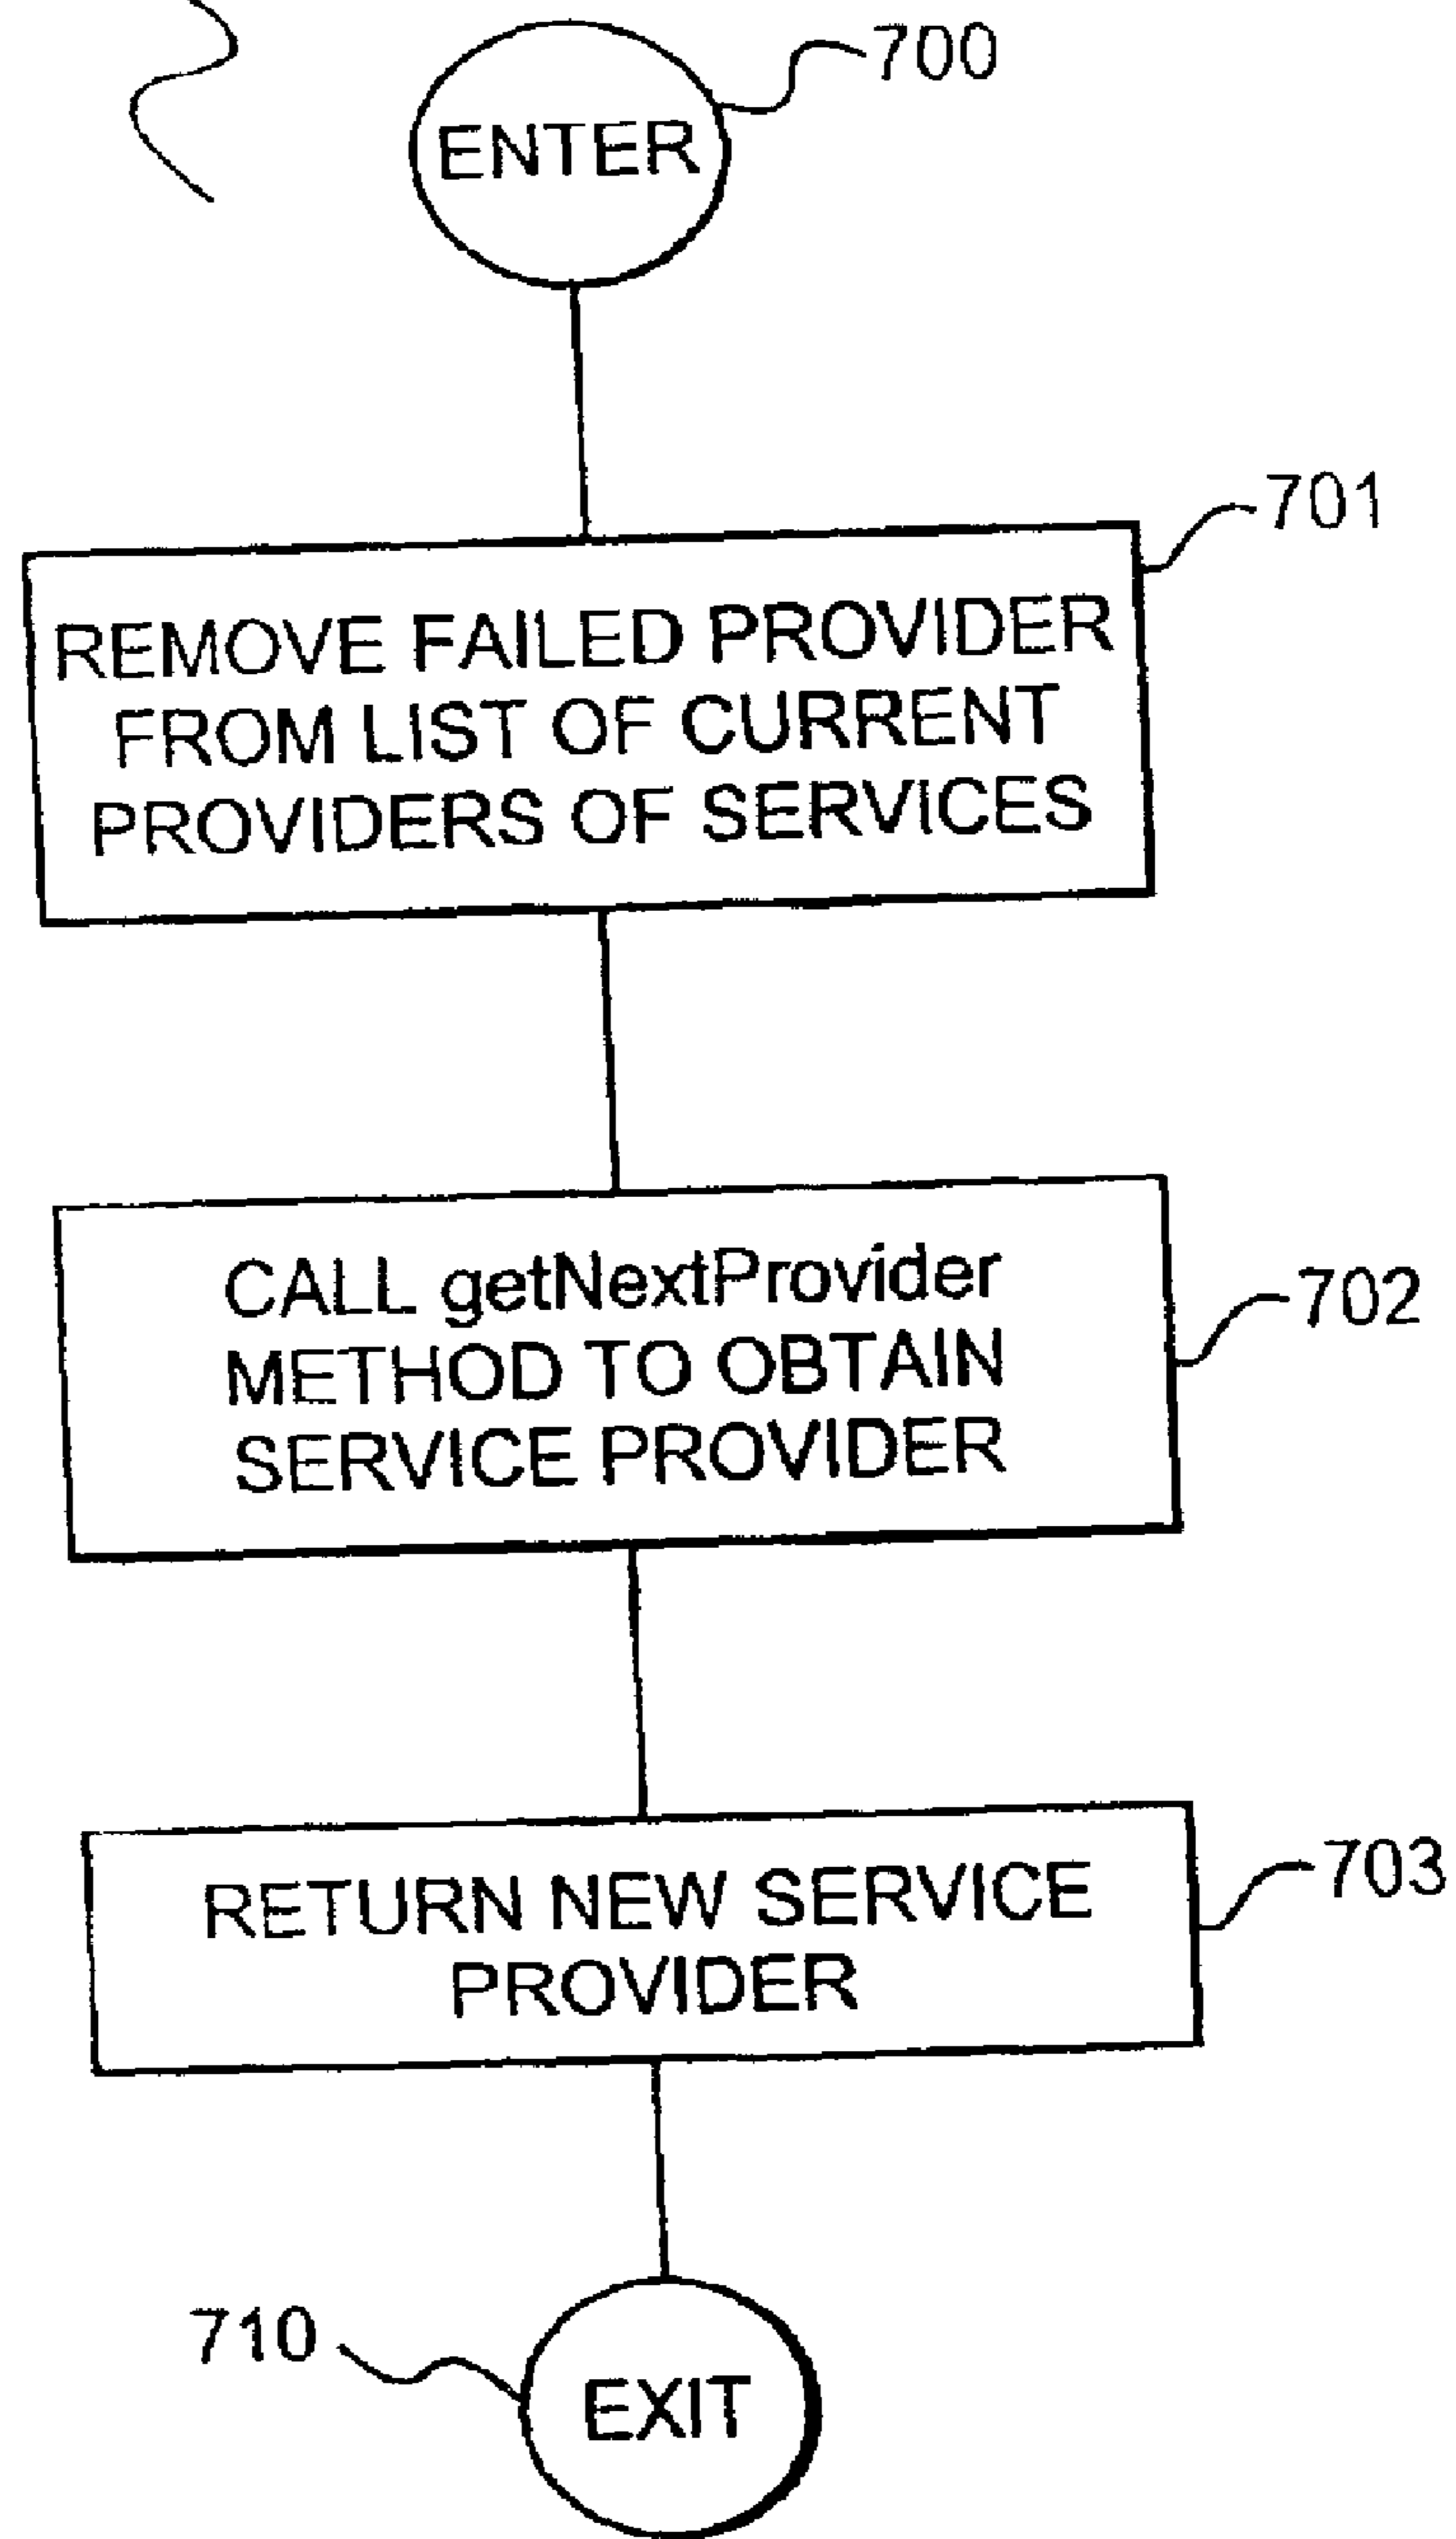 700
ENTER
701
REMOVE FAILED PROVIDER
FROM LIST OF CURRENT
PROVIDERS OF SERVICES
CALL getNextProvider
METHOD TO OBTAIN
SERVICE PROVIDER
702
RETURN NEW SERVICE
PROVIDER
703
710
EXIT